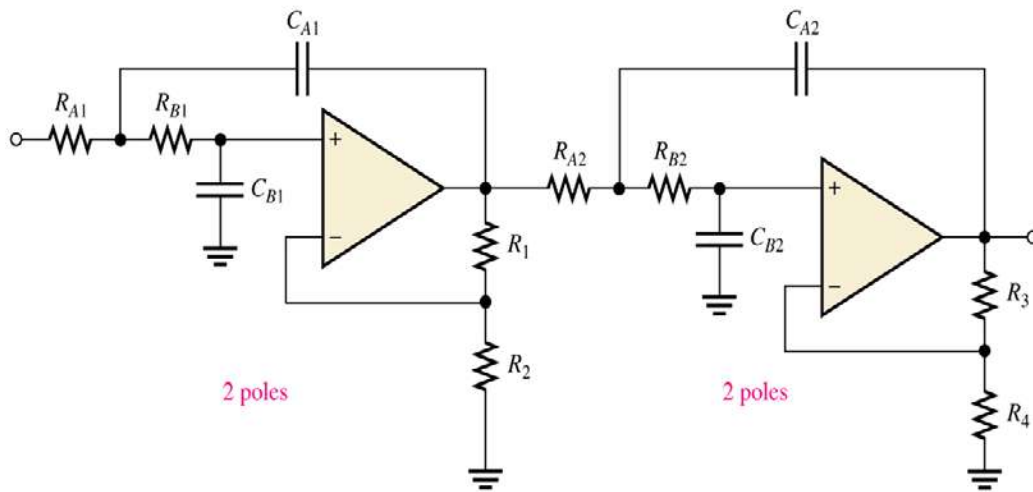 C_A1
C_A2
R_A1
R_B1
+
C_B1
−
R_1
R_2
2 poles
R_A2
R_B2
+
C_B2
−
R_3
R_4
2 poles